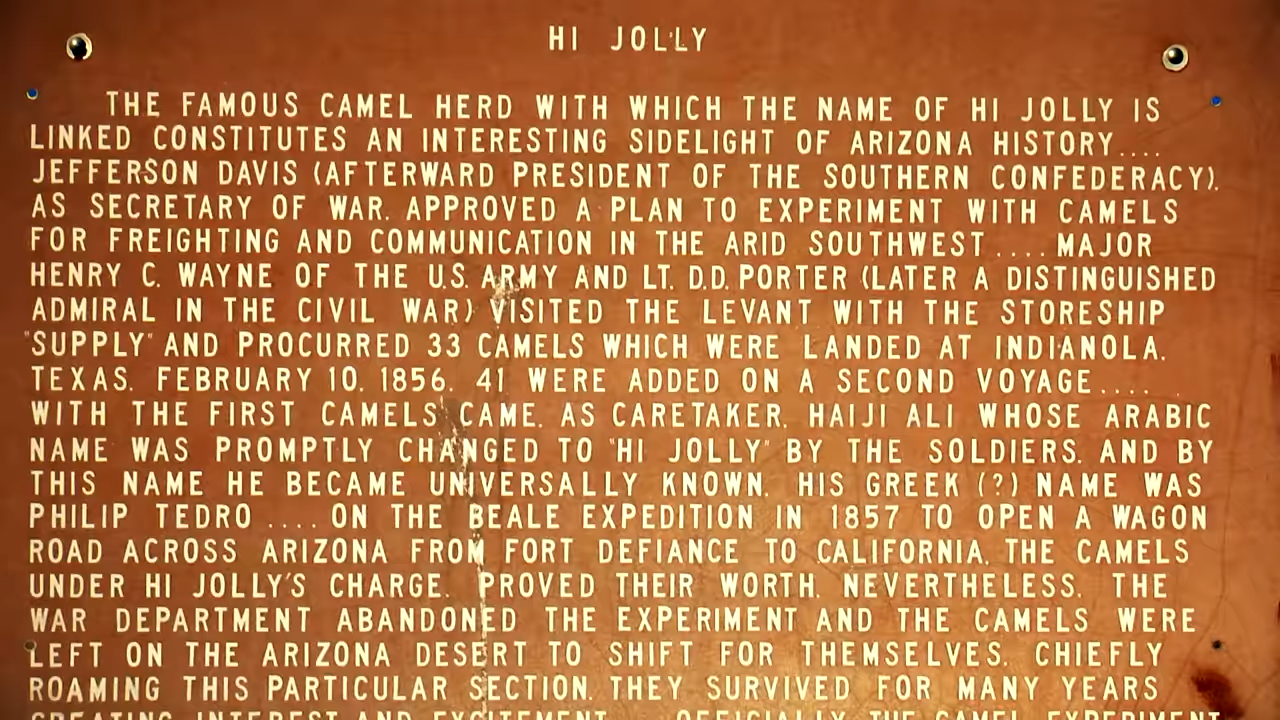 HI JOLLY
THE FAMOUS CAMEL HERD WITH WHICH THE NAME OF HI JOLLY IS
LINKED CONSTITUTES AN INTERESTING SIDELIGHT OF ARIZONA HISTORY....
JEFFERSON DAVIS (AFTERWARD PRESIDENT OF THE SOUTHERN CONFEDERACY),
AS SECRETARY OF WAR, APPROVED A PLAN TO EXPERIMENT WITH CAMELS
FOR FREIGHTING AND COMMUNICATION IN THE ARID SOUTHWEST .... MAJOR
HENRY C. WAYNE OF THE U.S. ARMY AND LT. D.D. PORTER (LATER A DISTINGUISHED
ADMIRAL IN THE CIVIL WAR) VISITED THE LEVANT WITH THE STORESHIP
"SUPPLY" AND PROCURRED 33 CAMELS WHICH WERE LANDED AT INDIANOLA,
TEXAS, FEBRUARY 10, 1856. 41 WERE ADDED ON A SECOND VOYAGE....
WITH THE FIRST CAMELS CAME, AS CARETAKER, HAIJI ALI WHOSE ARABIC
NAME WAS PROMPTLY CHANGED TO "HI JOLLY" BY THE SOLDIERS, AND BY
THIS NAME HE BECAME UNIVERSALLY KNOWN. HIS GREEK (?) NAME WAS
PHILIP TEDRO .... ON THE BEALE EXPEDITION IN 1857 TO OPEN A WAGON
ROAD ACROSS ARIZONA FROM FORT DEFIANCE TO CALIFORNIA, THE CAMELS
UNDER HI JOLLY'S CHARGE, PROVED THEIR WORTH. NEVERTHELESS, THE
WAR DEPARTMENT ABANDONED THE EXPERIMENT AND THE CAMELS WERE
LEFT ON THE ARIZONA DESERT TO SHIFT FOR THEMSELVES. CHIEFLY
ROAMING THIS PARTICULAR SECTION, THEY SURVIVED FOR MANY YEARS
CREATING INTEREST AND EXCITEMENT.... OFFICIALLY THE CAMEL EXPERIMENT